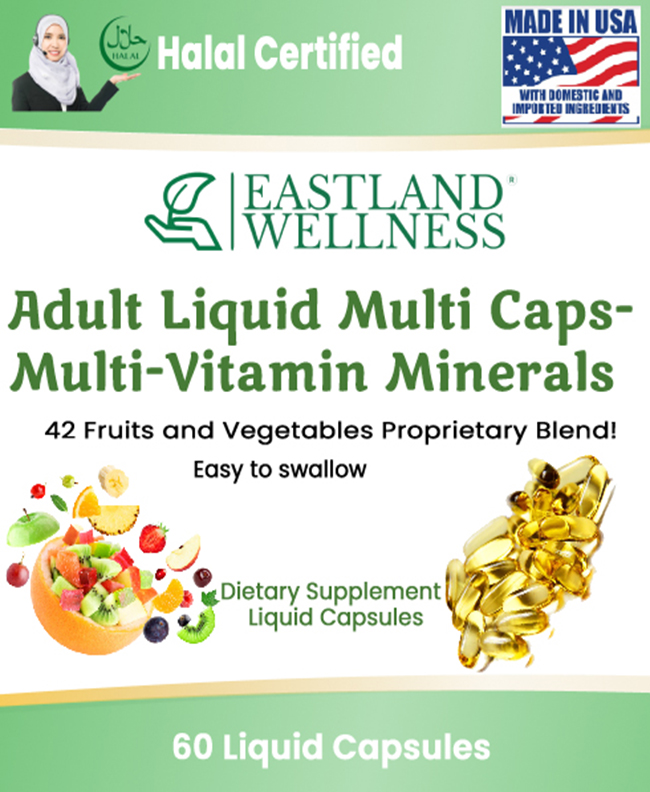 حلال
HALAL
Halal Certified
MADE IN USA
WITH DOMESTIC AND
IMPORTED INGREDIENTS
EASTLAND®
WELLNESS
Adult Liquid Multi Caps-
Multi-Vitamin Minerals
42 Fruits and Vegetables Proprietary Blend!
Easy to swallow
Dietary Supplement
Liquid Capsules
60 Liquid Capsules